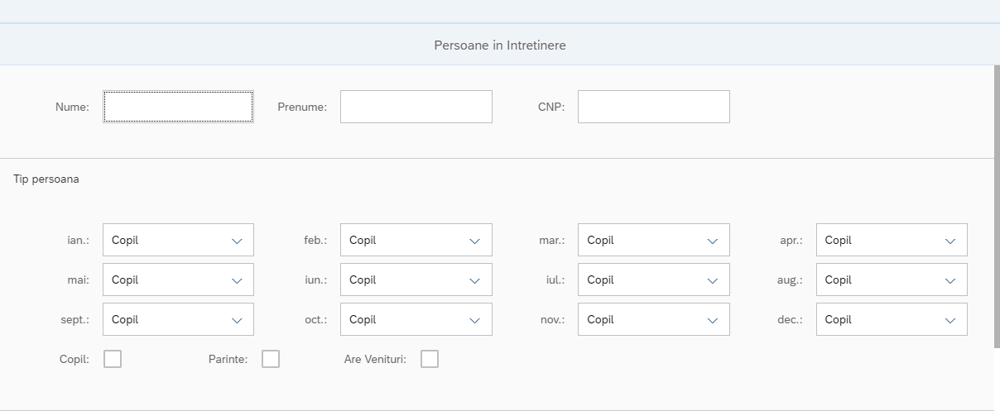 Persoane in Intretinere
Nume: Prenume: CNP:
Tip persoana
ian.: Copil feb.: Copil mar.: Copil apr.: Copil
mai: Copil iun.: Copil iul.: Copil aug.: Copil
sept.: Copil oct.: Copil nov.: Copil dec.: Copil
Copil: Parinte: Are Venituri: